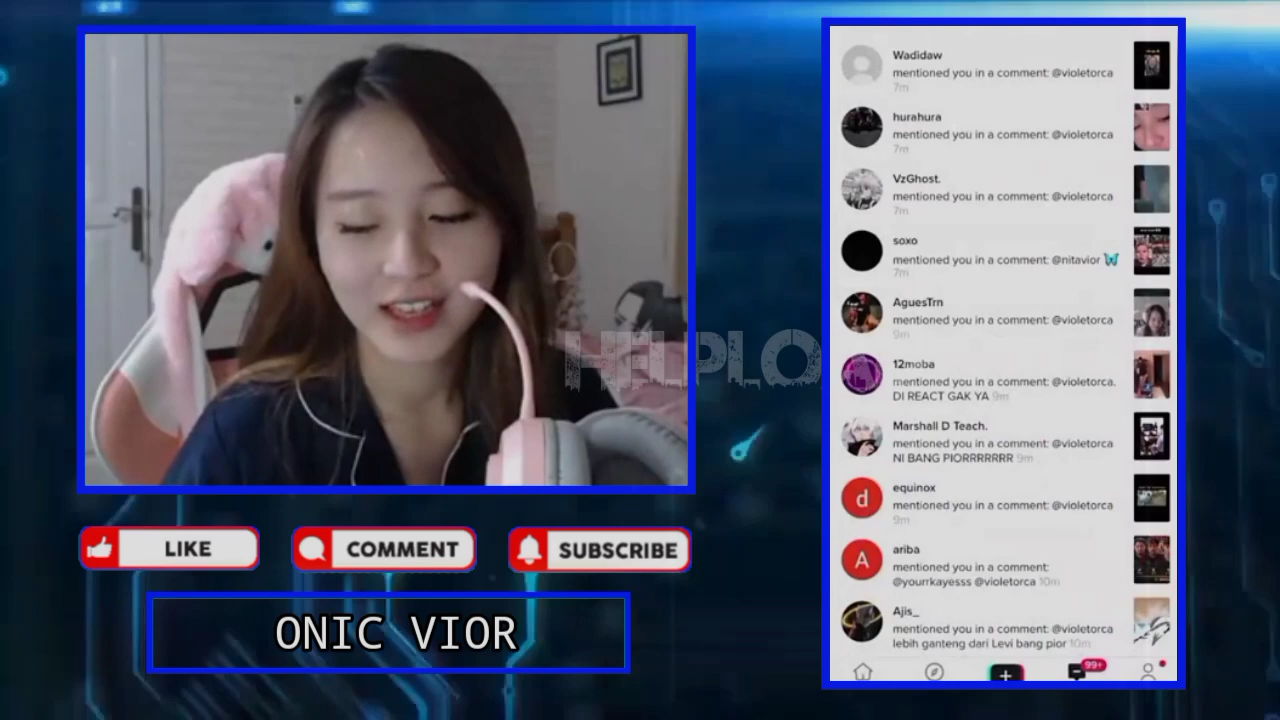 HELPLO
LIKE
COMMENT
SUBSCRIBE
ONIC VIOR
Wadidaw
mentioned you in a comment: @violetorca
7m
hurahura
mentioned you in a comment: @violetorca
7m
VzGhost.
mentioned you in a comment: @violetorca
7m
soxo
mentioned you in a comment: @nitavior 🦋
7m
AguesTrn
mentioned you in a comment: @violetorca
9m
12moba
mentioned you in a comment: @violetorca.
DI REACT GAK YA 9m
Marshall D Teach.
mentioned you in a comment: @violetorca
NI BANG PIORRRRRRR 9m
d
equinox
mentioned you in a comment: @violetorca
9m
A
ariba
mentioned you in a comment:
@yourrkayesss @violetorca 10m
Ajis_
mentioned you in a comment: @violetorca
lebih ganteng dari Levi bang pior 10m
99+